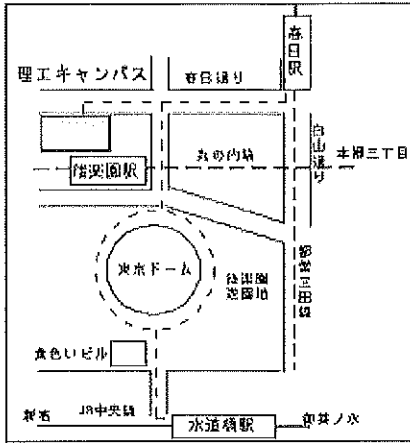 春日駅
理工キャンパス
春日通り
白山通り
丸の内線
本郷三丁目
後楽園駅
東京ドーム
後楽園
遊園地
都営三田線
黄色いビル
新宿
JR中央線
水道橋駅
御茶ノ水